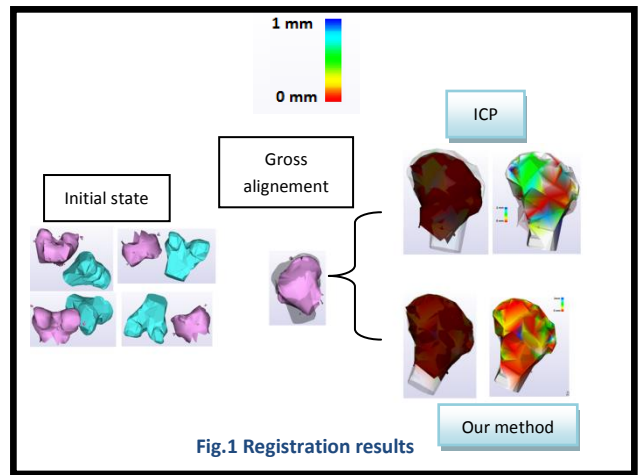 1 mm
0 mm
ICP
Gross
alignement
Initial state
Our method
Fig.1 Registration results